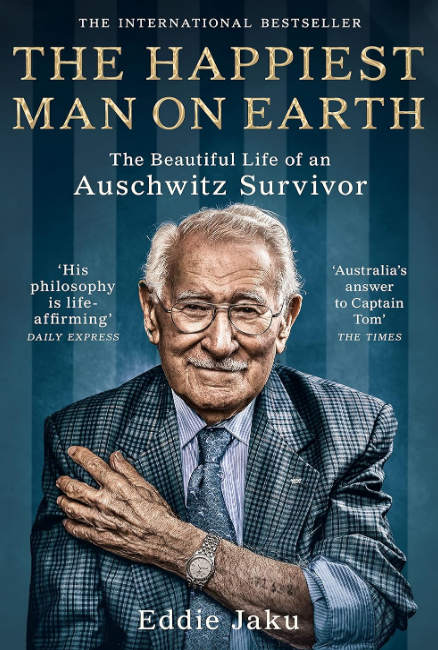 THE INTERNATIONAL BESTSELLER
THE HAPPIEST
MAN ON EARTH
The Beautiful Life of an
Auschwitz Survivor
‘His
philosophy
is life-
affirming’
DAILY EXPRESS
‘Australia’s
answer
to Captain
Tom’
THE TIMES
Eddie Jaku